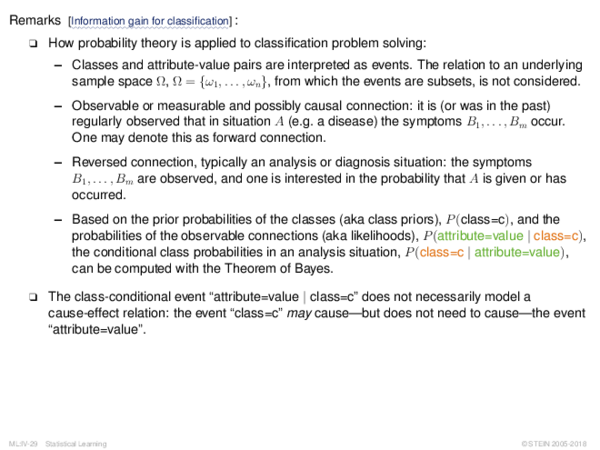 Remarks [Information gain for classification] :
❑ How probability theory is applied to classification problem solving:
– Classes and attribute-value pairs are interpreted as events. The relation to an underlying
sample space Ω, Ω = {ω₁, . . . , ωₙ}, from which the events are subsets, is not considered.
– Observable or measurable and possibly causal connection: it is (or was in the past)
regularly observed that in situation A (e.g. a disease) the symptoms B₁, . . . , Bₘ occur.
One may denote this as forward connection.
– Reversed connection, typically an analysis or diagnosis situation: the symptoms
B₁, . . . , Bₘ are observed, and one is interested in the probability that A is given or has
occurred.
– Based on the prior probabilities of the classes (aka class priors), P(class=c), and the
probabilities of the observable connections (aka likelihoods), P(attribute=value | class=c),
the conditional class probabilities in an analysis situation, P(class=c | attribute=value),
can be computed with the Theorem of Bayes.
❑ The class-conditional event “attribute=value | class=c” does not necessarily model a
cause-effect relation: the event “class=c” may cause—but does not need to cause—the event
“attribute=value”.
ML:IV-29 Statistical Learning © STEIN 2005-2018